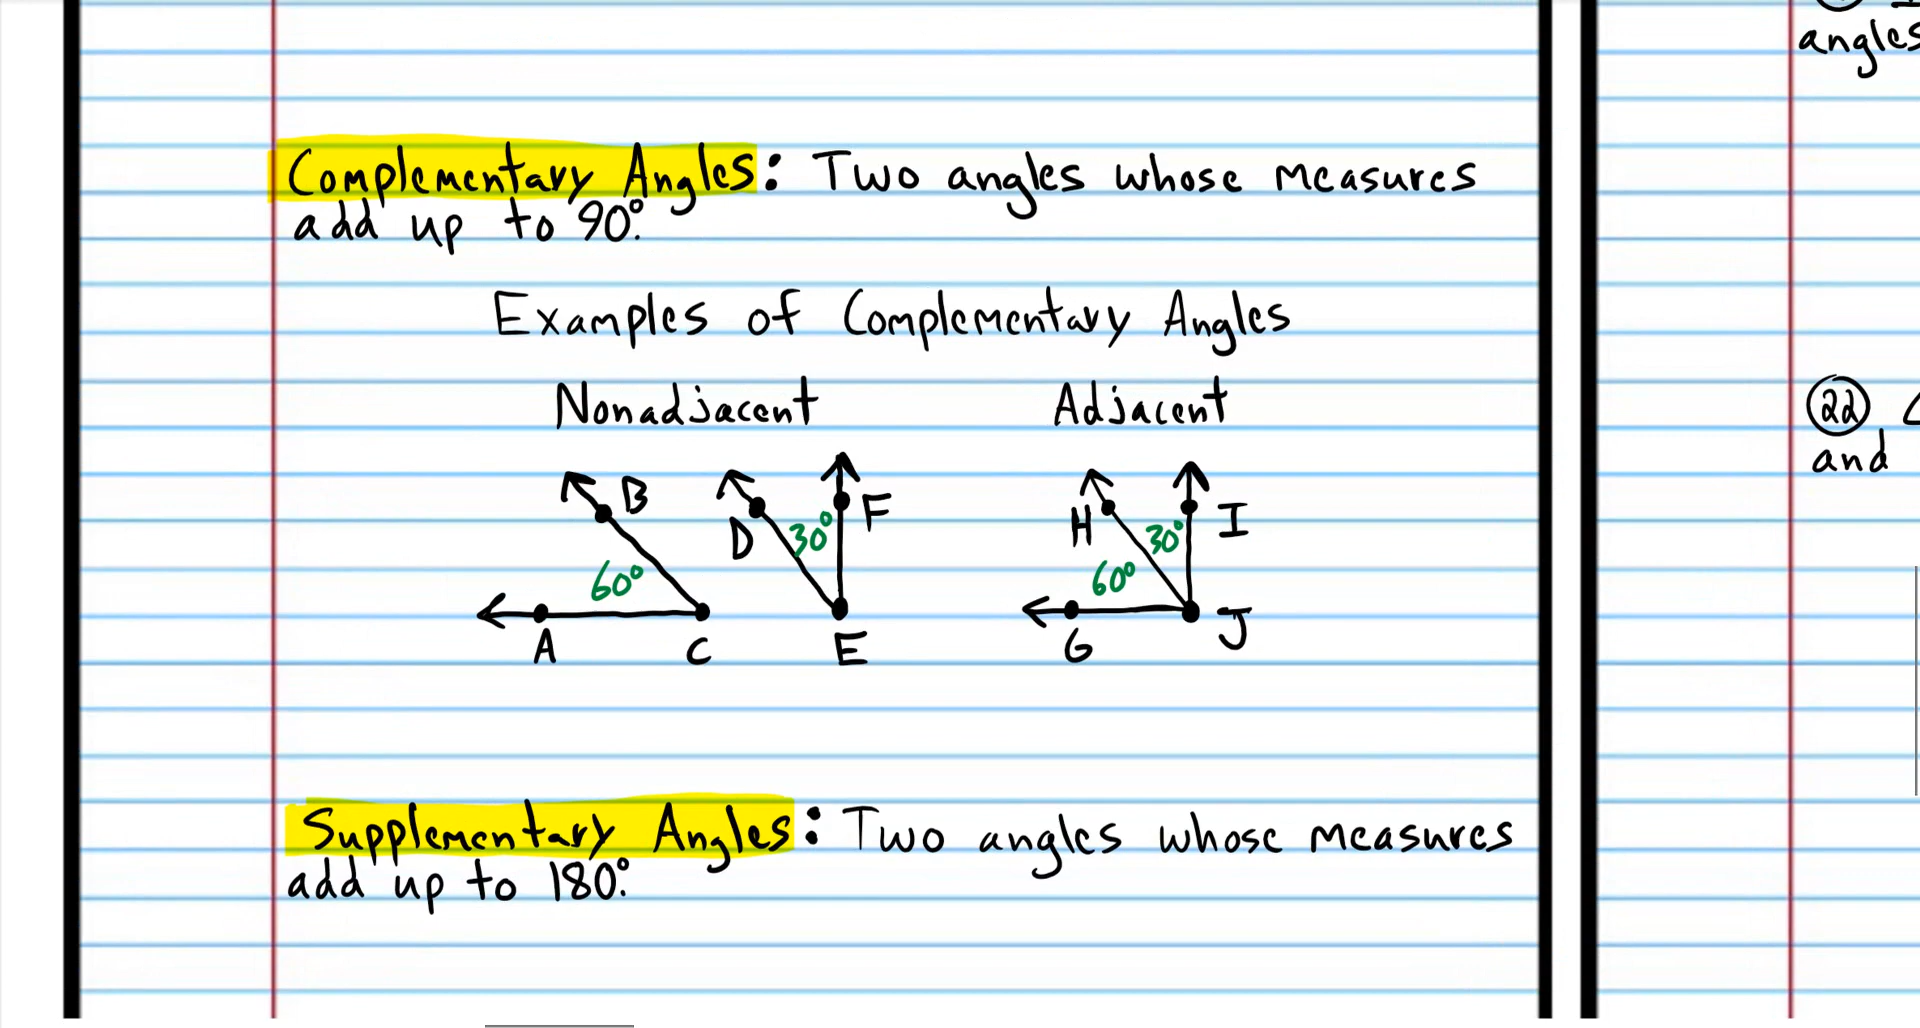 angles
Complementary Angles: Two angles whose measures
add up to 90°.
Examples of Complementary Angles
Nonadjacent Adjacent
B D 30° F H 30° I
60° 60°
A C E G J
22
and
Supplementary Angles: Two angles whose measures
add up to 180°.